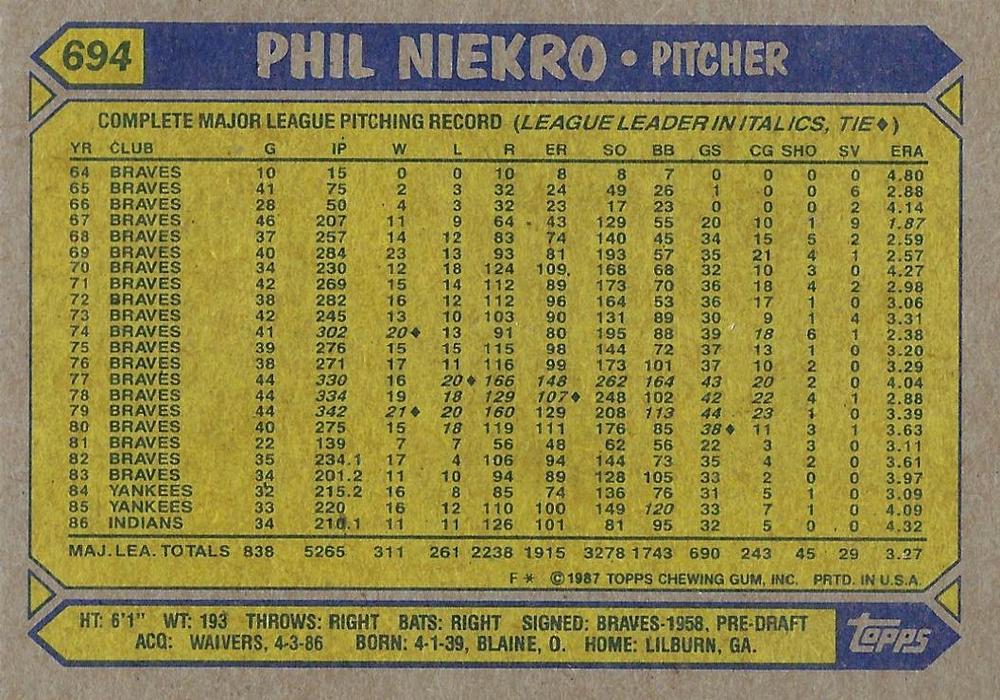 694 PHIL NIEKRO • PITCHER
COMPLETE MAJOR LEAGUE PITCHING RECORD (LEAGUE LEADER IN ITALICS, TIE♦)
YR CLUB G IP W L R ER SO BB GS CG SHO SV ERA
64 BRAVES 10 15 0 0 10 8 8 7 0 0 0 0 4.80
65 BRAVES 41 75 2 3 32 24 49 26 1 0 0 6 2.88
66 BRAVES 28 50 4 3 32 23 17 23 0 0 0 2 4.14
67 BRAVES 46 207 11 9 64 43 129 55 20 10 1 9 1.87
68 BRAVES 37 257 14 12 83 74 140 45 34 15 5 2 2.59
69 BRAVES 40 284 23 13 93 81 193 57 35 21 4 1 2.57
70 BRAVES 34 230 12 18 124 109 168 68 32 10 3 0 4.27
71 BRAVES 42 269 15 14 112 89 173 70 36 18 4 2 2.98
72 BRAVES 38 282 16 12 112 96 164 53 36 17 1 0 3.06
73 BRAVES 42 245 13 10 103 90 131 89 30 9 1 4 3.31
74 BRAVES 41 302 20♦ 13 91 80 195 88 39 18 6 1 2.38
75 BRAVES 39 276 15 15 115 98 144 72 37 13 1 0 3.20
76 BRAVES 38 271 17 11 116 99 173 101 37 10 2 0 3.29
77 BRAVES 44 330 16 20♦ 166 148 262 164 43 20 2 0 4.04
78 BRAVES 44 334 19 18 129 107♦ 248 102 42 22 4 1 2.88
79 BRAVES 44 342 21♦ 20 160 129 208 113 44 23 1 0 3.39
80 BRAVES 40 275 15 18 119 111 176 85 38♦ 11 3 1 3.63
81 BRAVES 22 139 7 7 56 48 62 56 22 3 3 0 3.11
82 BRAVES 35 234.1 17 4 106 94 144 73 35 4 2 0 3.61
83 BRAVES 34 201.2 11 10 94 89 128 105 33 2 0 0 3.97
84 YANKEES 32 215.2 16 8 85 74 136 76 31 5 1 0 3.09
85 YANKEES 33 220 16 12 110 100 149 120 33 7 1 0 4.09
86 INDIANS 34 210.1 11 11 126 101 81 95 32 5 0 0 4.32
MAJ. LEA. TOTALS 838 5265 311 261 2238 1915 3278 1743 690 243 45 29 3.27
F * ©1987 TOPPS CHEWING GUM, INC. PRTD. IN U.S.A.
HT: 6'1" WT: 193 THROWS: RIGHT BATS: RIGHT SIGNED: BRAVES-1958, PRE-DRAFT
ACQ: WAIVERS, 4-3-86 BORN: 4-1-39, BLAINE, O. HOME: LILBURN, GA.
Topps